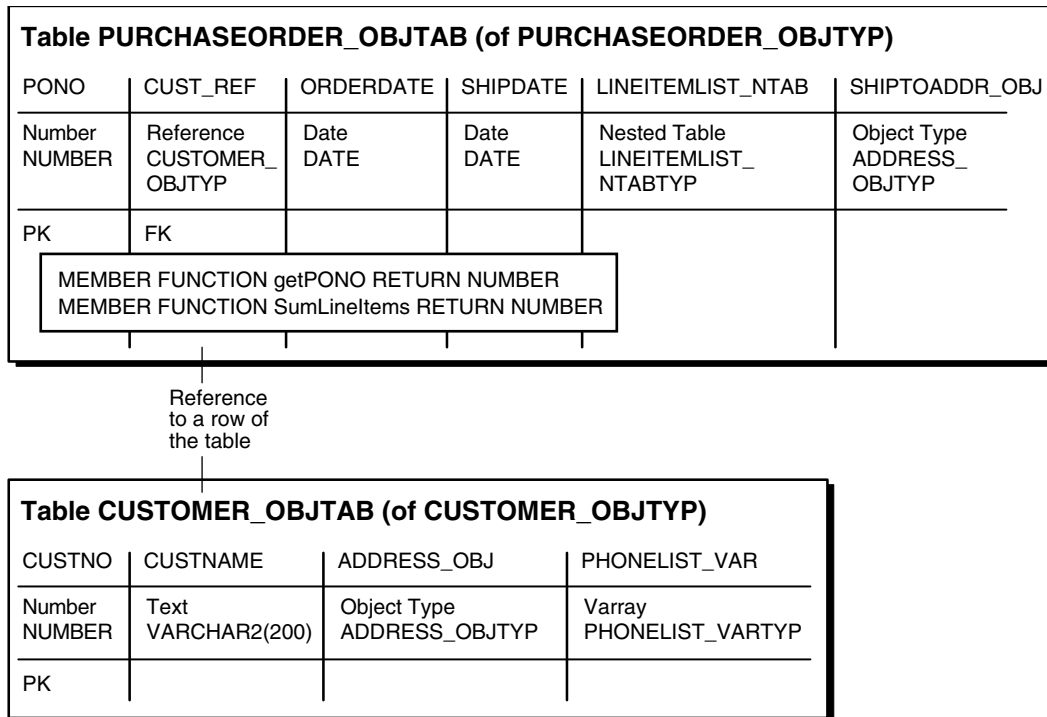 Table PURCHASEORDER_OBJTAB (of PURCHASEORDER_OBJTYP)
PONO CUST_REF ORDERDATE SHIPDATE LINEITEMLIST_NTAB SHIPTOADDR_OBJ
Number Reference Date Date Nested Table Object Type
NUMBER CUSTOMER_ DATE DATE LINEITEMLIST_ ADDRESS_
OBJTYP NTABTYP OBJTYP
PK FK
MEMBER FUNCTION getPONO RETURN NUMBER
MEMBER FUNCTION SumLineItems RETURN NUMBER
Reference
to a row of
the table
Table CUSTOMER_OBJTAB (of CUSTOMER_OBJTYP)
CUSTNO CUSTNAME ADDRESS_OBJ PHONELIST_VAR
Number Text Object Type Varray
NUMBER VARCHAR2(200) ADDRESS_OBJTYP PHONELIST_VARTYP
PK